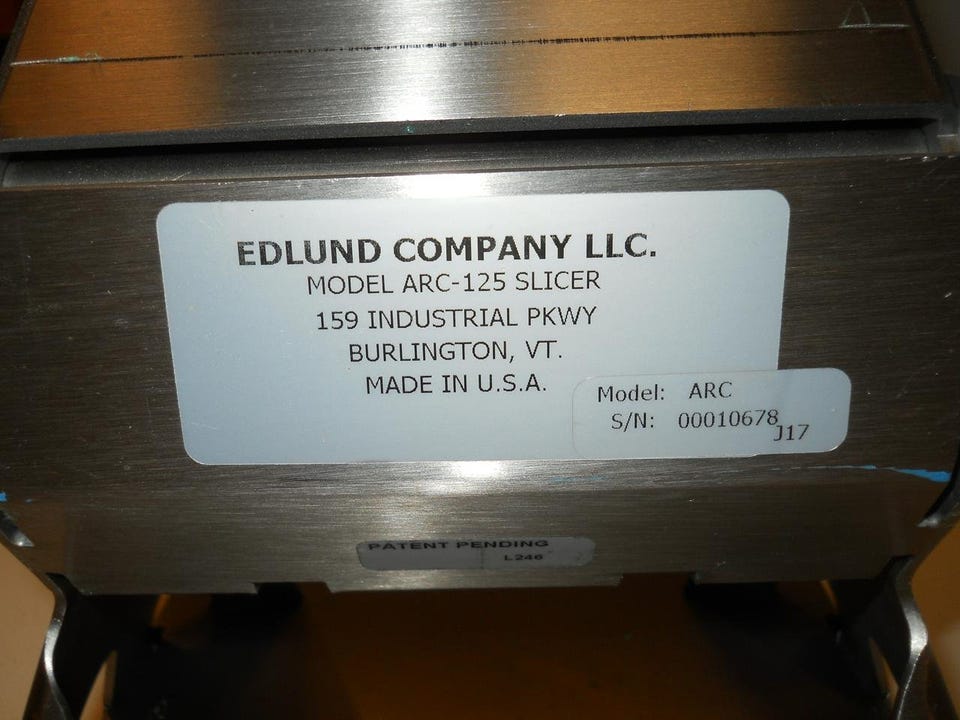 EDLUND COMPANY LLC.
MODEL ARC-125 SLICER
159 INDUSTRIAL PKWY
BURLINGTON, VT.
MADE IN U.S.A.
Model: ARC
S/N: 00010678
J17
PATENT PENDING
L246